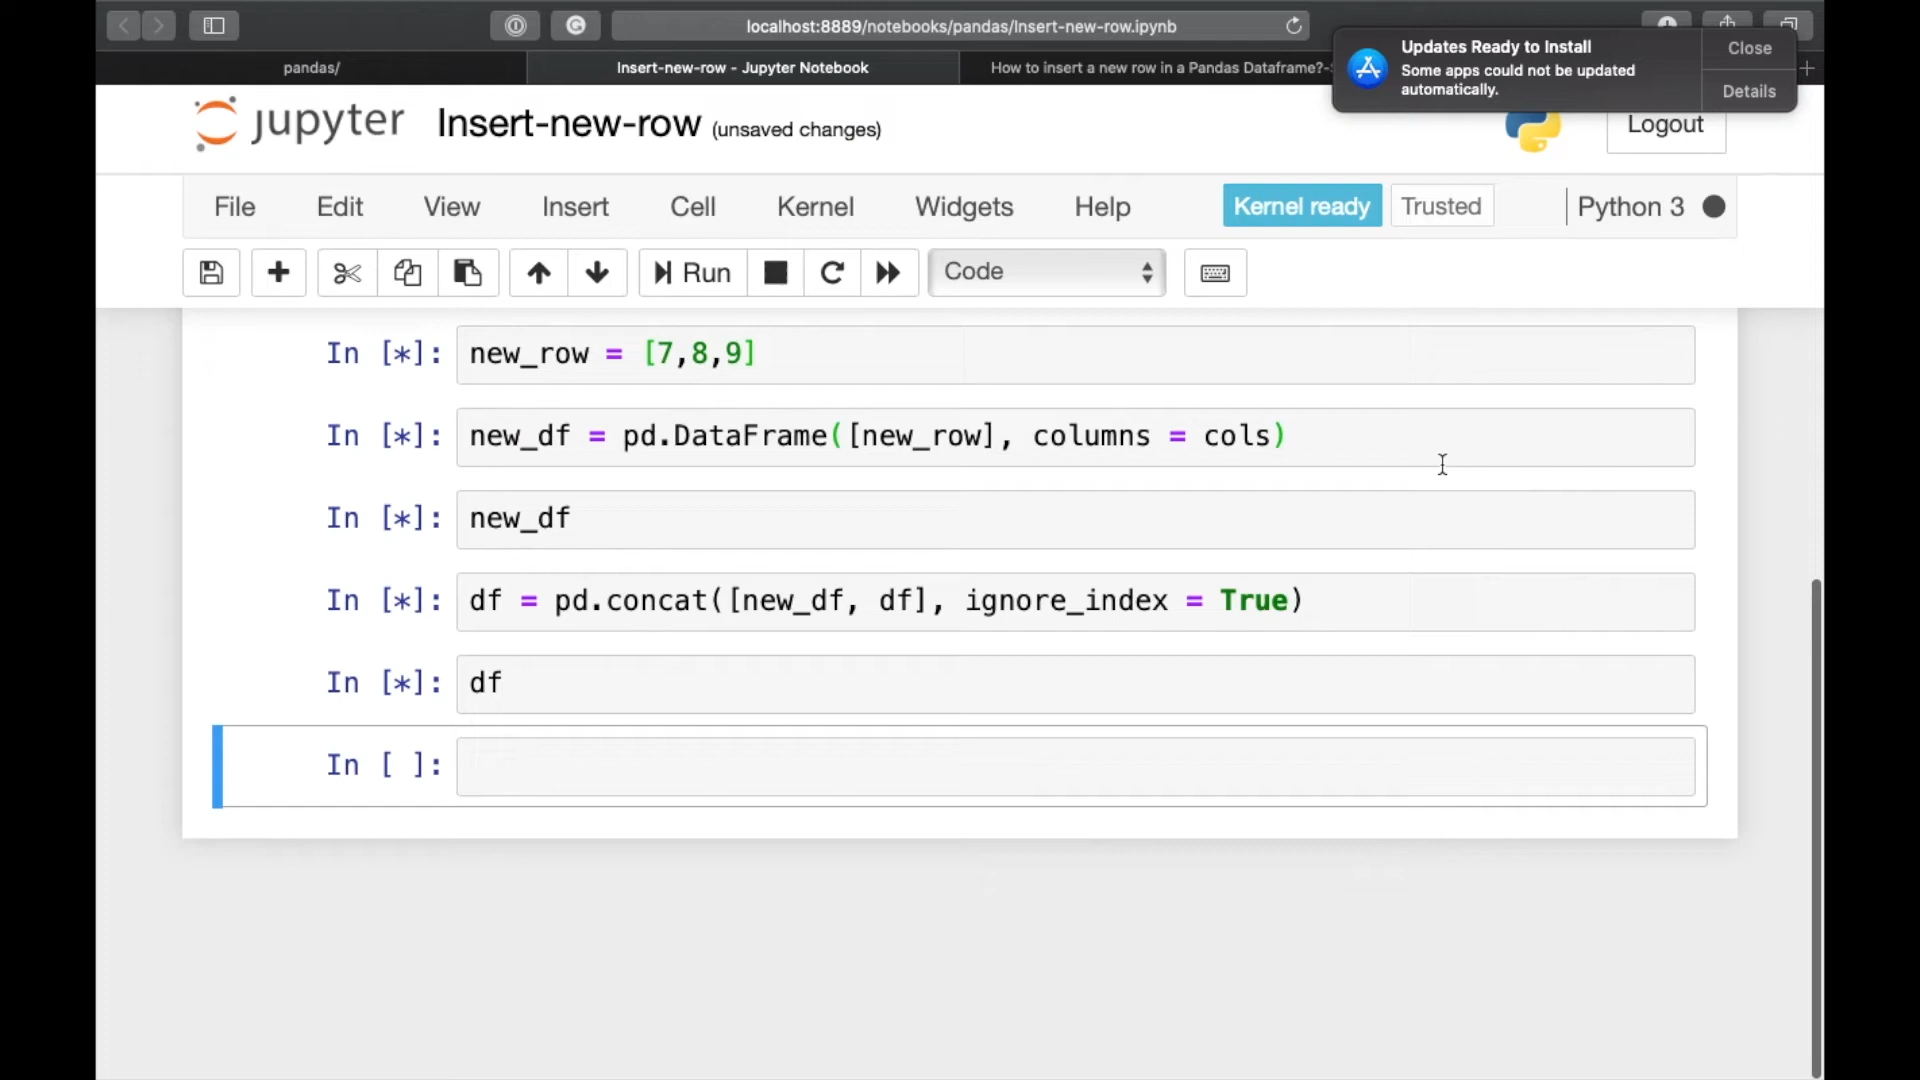 localhost:8889/notebooks/pandas/Insert-new-row.ipynb
pandas/
Insert-new-row - Jupyter Notebook
How to insert a new row in a Pandas Dataframe?-
Updates Ready to Install
Some apps could not be updated
automatically.
Close
Details
jupyter Insert-new-row (unsaved changes)
Logout
File Edit View Insert Cell Kernel Widgets Help Kernel ready Trusted Python 3
Run Code
In [*]: new_row = [7,8,9]
In [*]: new_df = pd.DataFrame([new_row], columns = cols)
In [*]: new_df
In [*]: df = pd.concat([new_df, df], ignore_index = True)
In [*]: df
In [ ]: